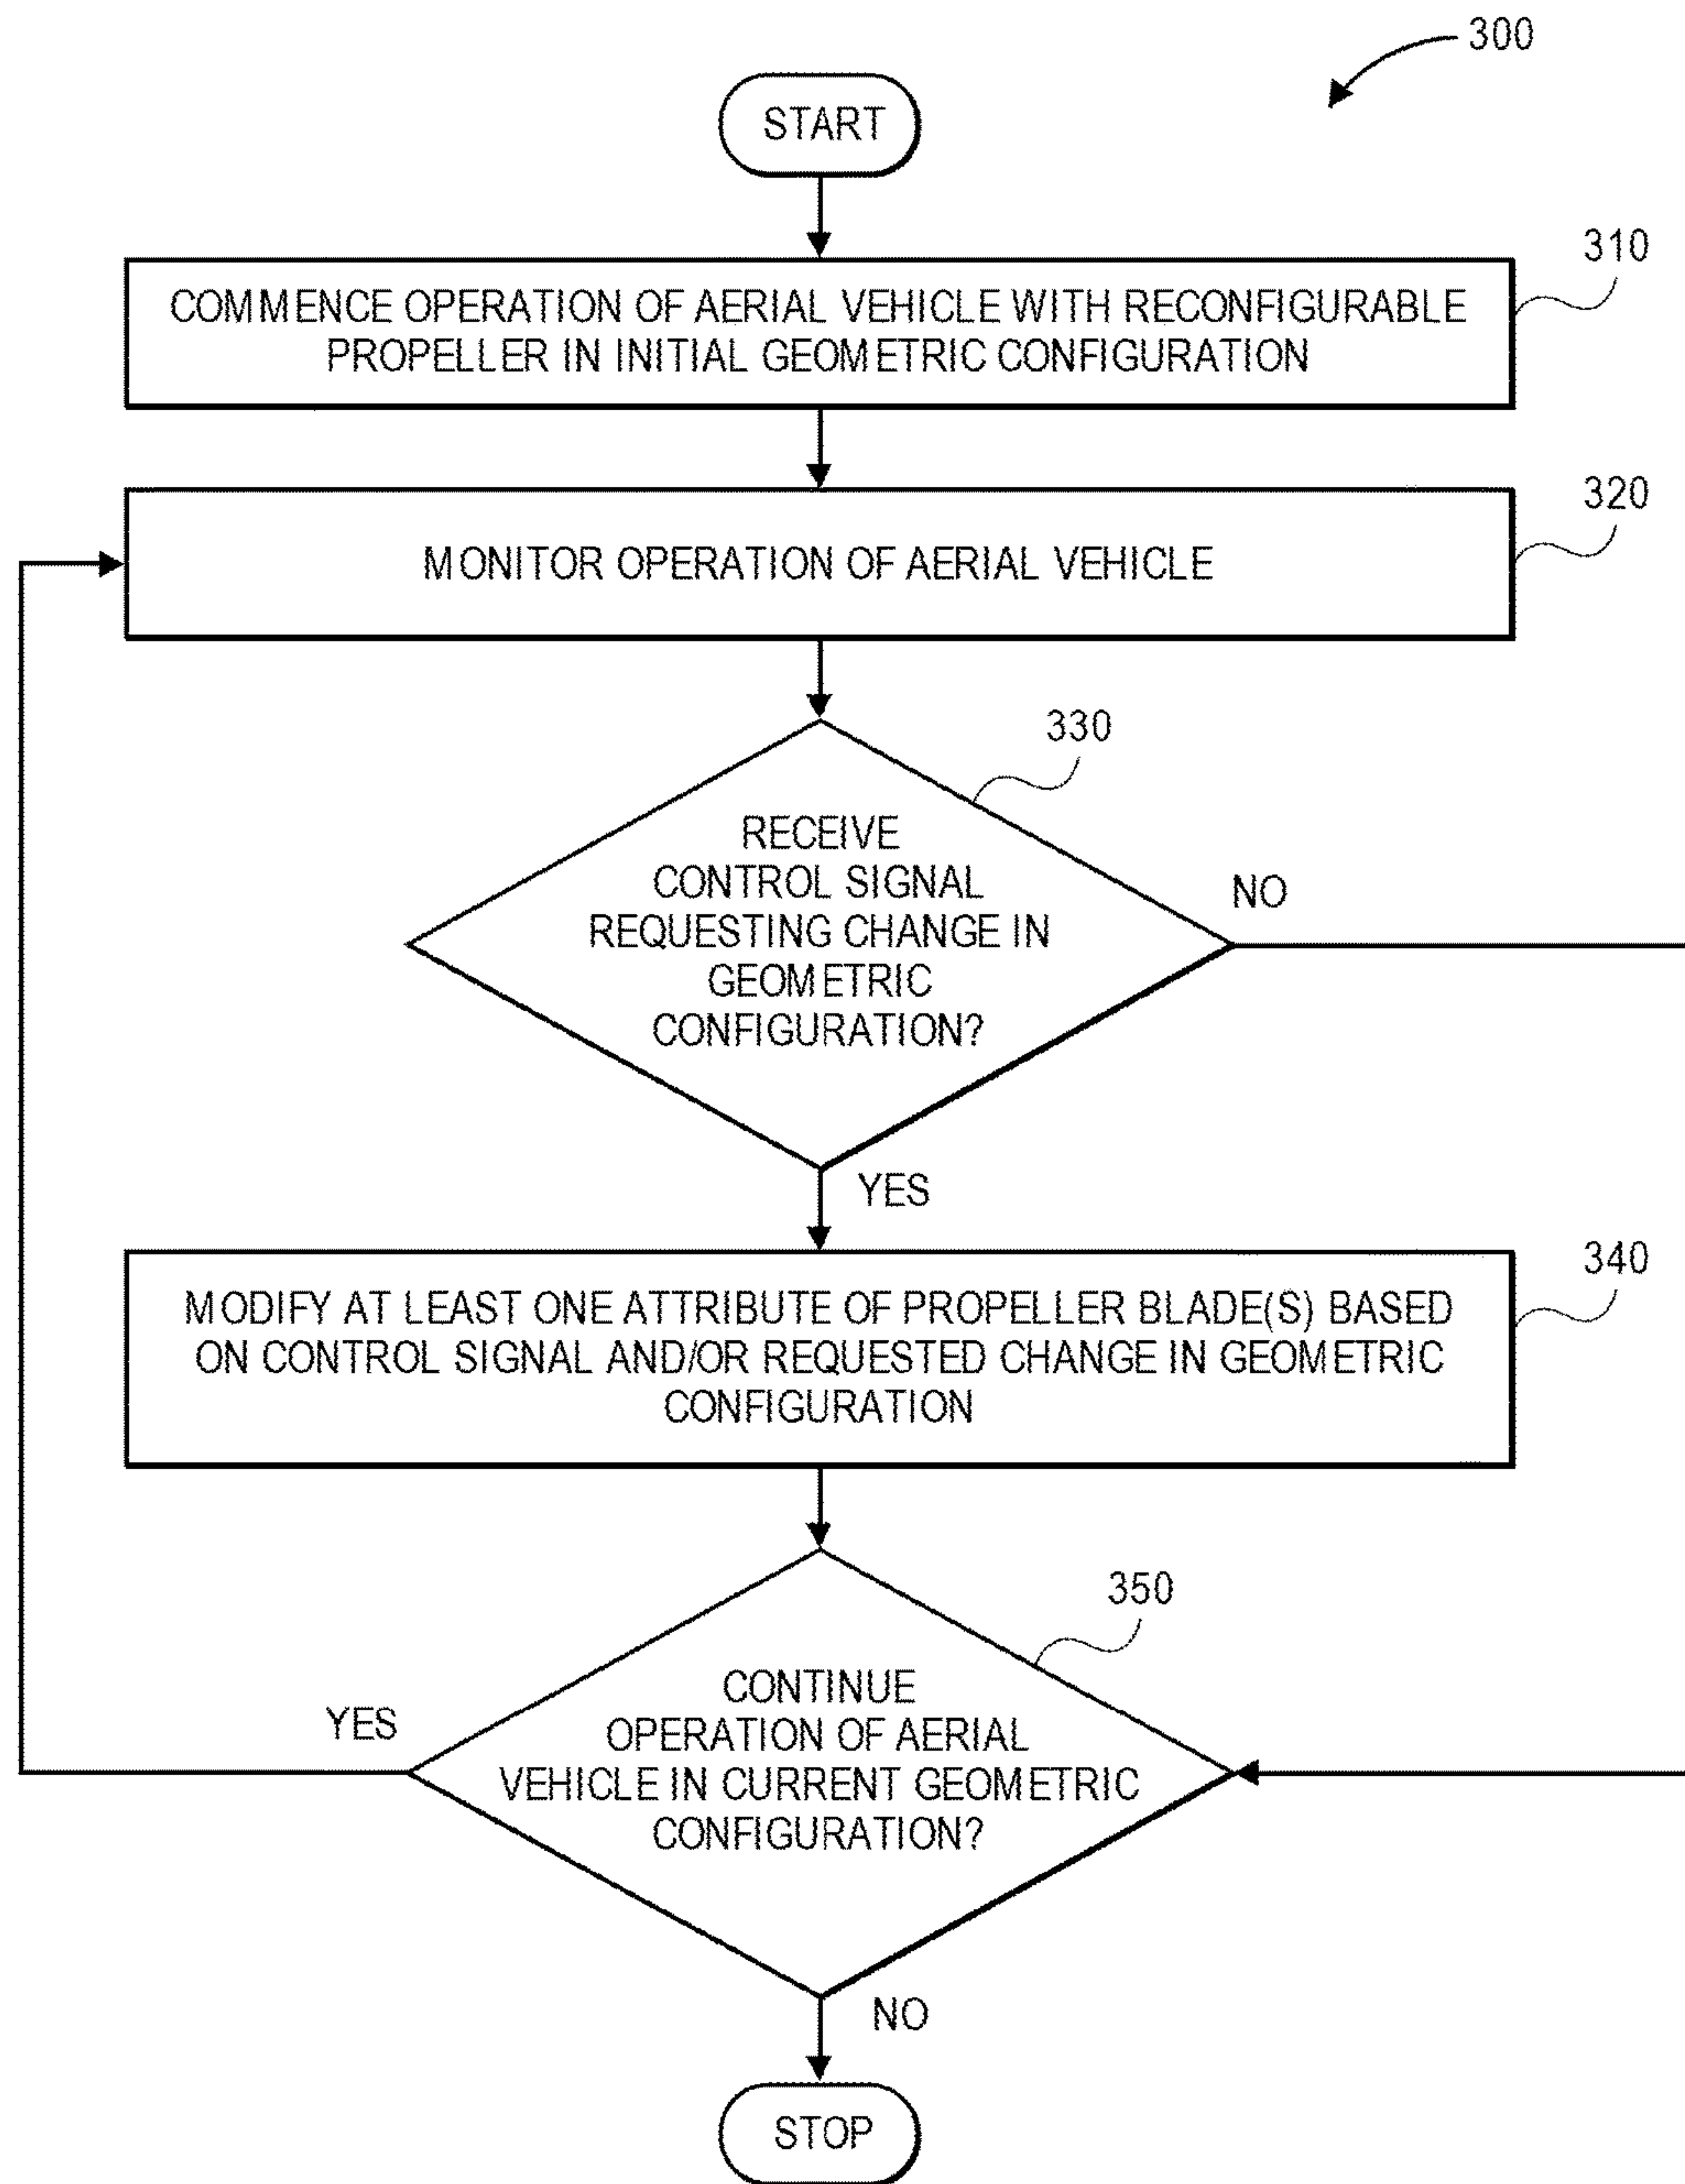 300
START
310
COMMENCE OPERATION OF AERIAL VEHICLE WITH RECONFIGURABLE
PROPELLER IN INITIAL GEOMETRIC CONFIGURATION
320
MONITOR OPERATION OF AERIAL VEHICLE
330
RECEIVE
CONTROL SIGNAL
REQUESTING CHANGE IN
GEOMETRIC
CONFIGURATION?
NO
YES
340
MODIFY AT LEAST ONE ATTRIBUTE OF PROPELLER BLADE(S) BASED
ON CONTROL SIGNAL AND/OR REQUESTED CHANGE IN GEOMETRIC
CONFIGURATION
350
CONTINUE
OPERATION OF AERIAL
VEHICLE IN CURRENT GEOMETRIC
CONFIGURATION?
YES
NO
STOP